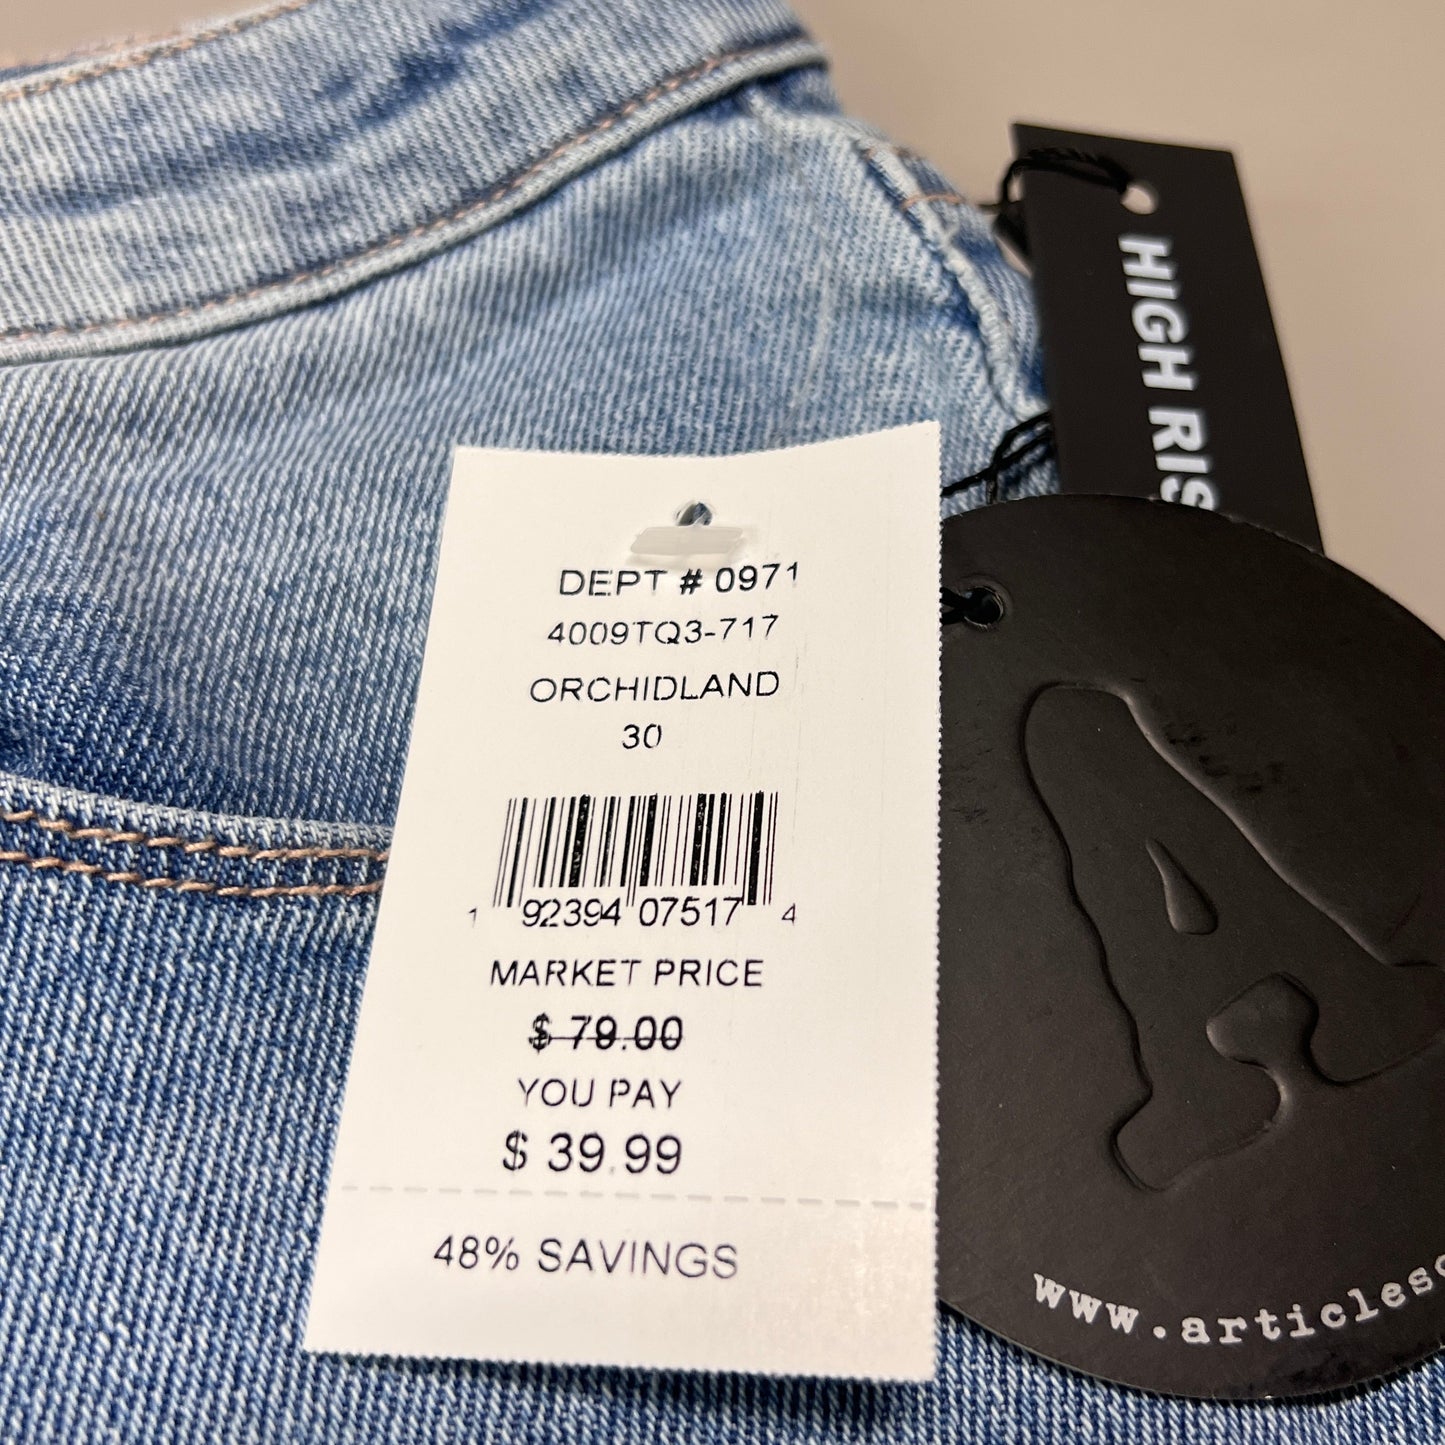 DEPT # 0971
4009TQ3-717
ORCHIDLAND
30
1 92394 07517 4
MARKET PRICE
$ 79.00
YOU PAY
$ 39.99
48% SAVINGS
HIGH RIS
A
www.articleso